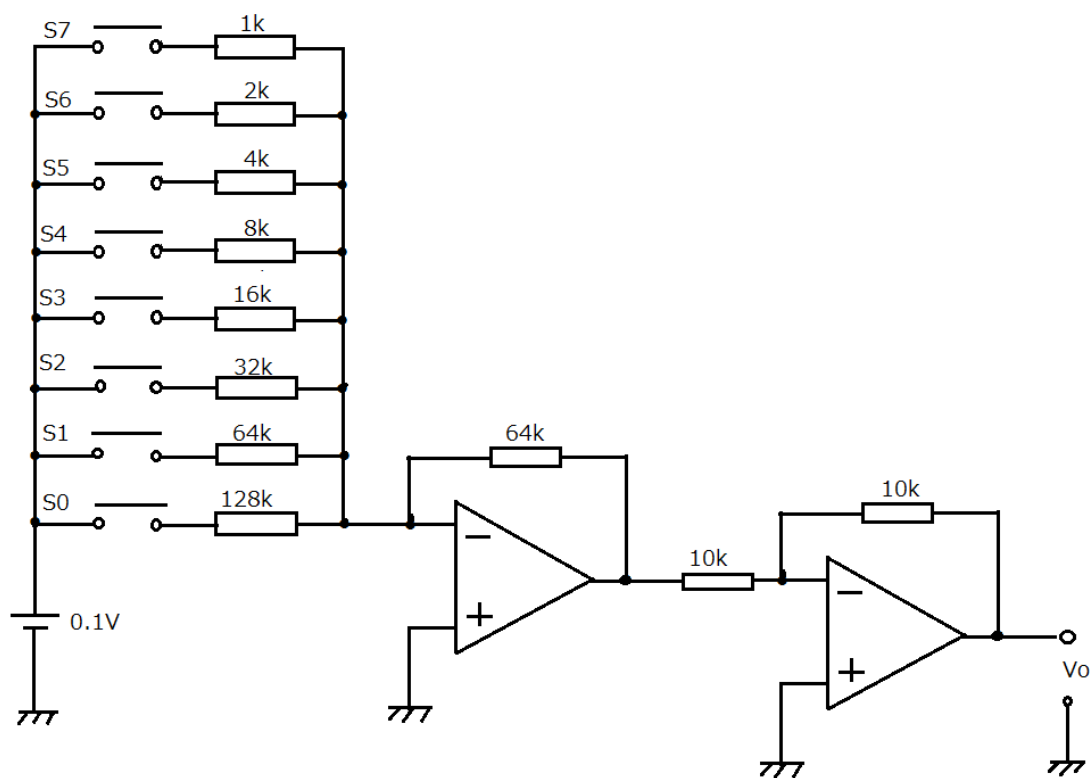 S7 1k
S6 2k
S5 4k
S4 8k
S3 16k
S2 32k
S1 64k
S0 128k
0.1V
64k
10k
10k
Vo